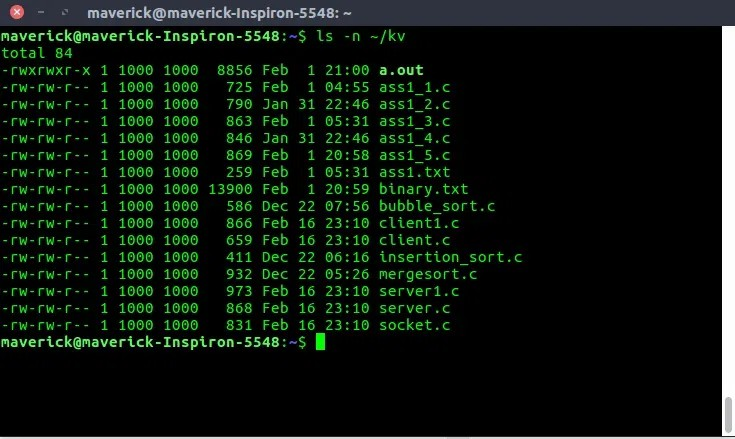 maverick@maverick-Inspiron-5548: ~
maverick@maverick-Inspiron-5548:~$ ls -n ~/kv
total 84
-rwxrwxr-x 1 1000 1000  8856 Feb  1 21:00 a.out
-rw-rw-r-- 1 1000 1000   725 Feb  1 04:55 ass1_1.c
-rw-rw-r-- 1 1000 1000   790 Jan 31 22:46 ass1_2.c
-rw-rw-r-- 1 1000 1000   863 Feb  1 05:31 ass1_3.c
-rw-rw-r-- 1 1000 1000   846 Jan 31 22:46 ass1_4.c
-rw-rw-r-- 1 1000 1000   869 Feb  1 20:58 ass1_5.c
-rw-rw-r-- 1 1000 1000   259 Feb  1 05:31 ass1.txt
-rw-rw-r-- 1 1000 1000 13900 Feb  1 20:59 binary.txt
-rw-rw-r-- 1 1000 1000   586 Dec 22 07:56 bubble_sort.c
-rw-rw-r-- 1 1000 1000   866 Feb 16 23:10 client1.c
-rw-rw-r-- 1 1000 1000   659 Feb 16 23:10 client.c
-rw-rw-r-- 1 1000 1000   411 Dec 22 06:16 insertion_sort.c
-rw-rw-r-- 1 1000 1000   932 Dec 22 05:26 mergesort.c
-rw-rw-r-- 1 1000 1000   973 Feb 16 23:10 server1.c
-rw-rw-r-- 1 1000 1000   868 Feb 16 23:10 server.c
-rw-rw-r-- 1 1000 1000   831 Feb 16 23:10 socket.c
maverick@maverick-Inspiron-5548:~$